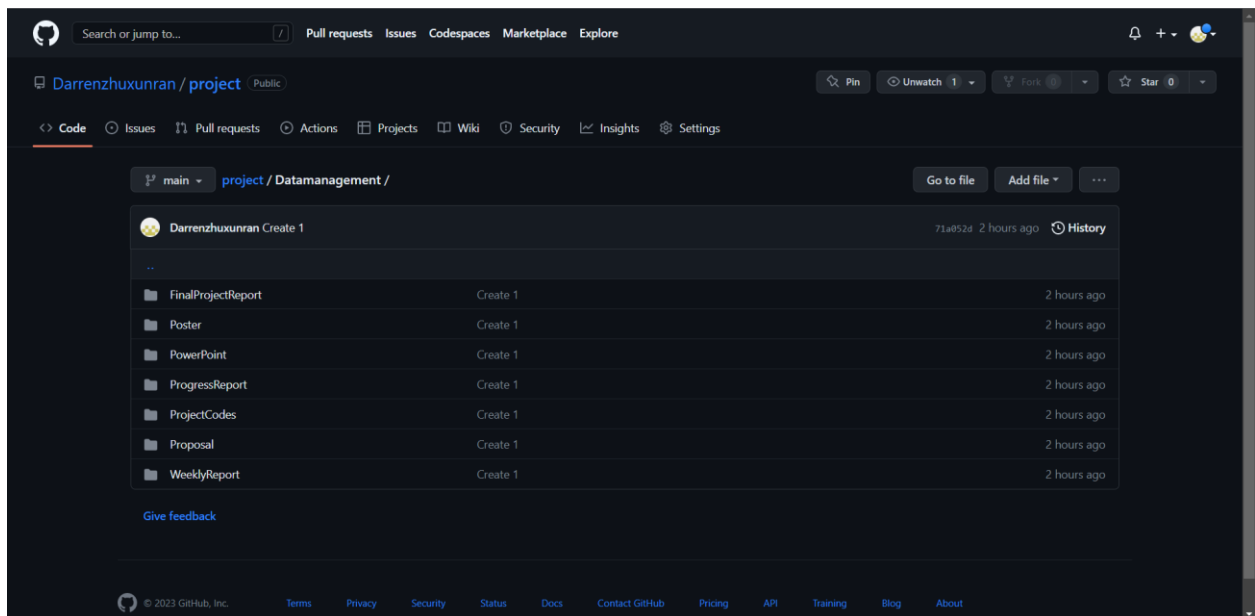 Search or jump to... / Pull requests Issues Codespaces Marketplace Explore
Darrenzhuxunran / project Public Pin Unwatch 1 Fork 0 Star 0
Code Issues Pull requests Actions Projects Wiki Security Insights Settings
main project / Datamanagement / Go to file Add file ...
Darrenzhuxunran Create 1 71a052d 2 hours ago History
..
FinalProjectReport Create 1 2 hours ago
Poster Create 1 2 hours ago
PowerPoint Create 1 2 hours ago
ProgressReport Create 1 2 hours ago
ProjectCodes Create 1 2 hours ago
Proposal Create 1 2 hours ago
WeeklyReport Create 1 2 hours ago
Give feedback
© 2023 GitHub, Inc. Terms Privacy Security Status Docs Contact GitHub Pricing API Training Blog About